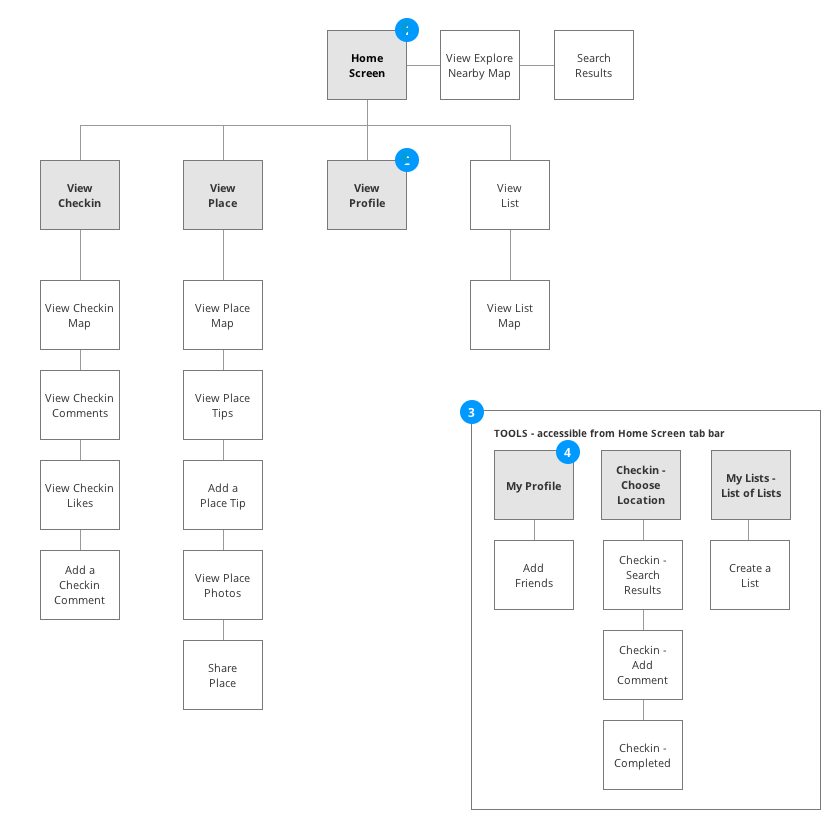 Home
Screen
View Explore
Nearby Map
Search
Results
View
Checkin
View
Place
View
Profile
View
List
View Checkin
Map
View Place
Map
View List
Map
View Checkin
Comments
View Place
Tips
3
TOOLS - accessible from Home Screen tab bar
4
My Profile
Checkin -
Choose
Location
My Lists -
List of Lists
View Checkin
Likes
Add a
Place Tip
Add
Friends
Checkin -
Search
Results
Create a
List
Add a
Checkin
Comment
View Place
Photos
Share
Place
Checkin -
Add
Comment
Checkin -
Completed